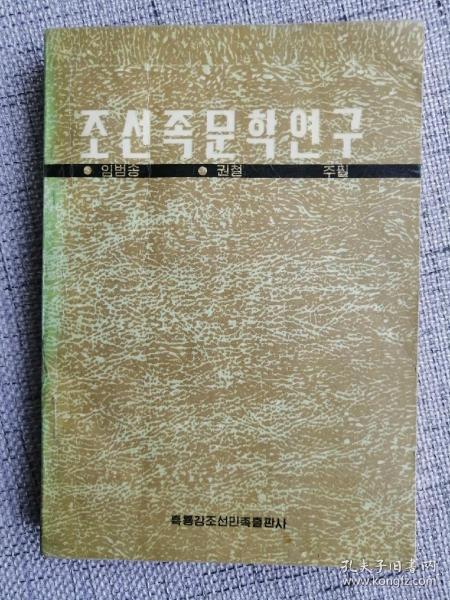 조선족문학연구
임범송 권철 주필
흑룡강조선민족출판사
孔夫子旧书网
www.kongfz.com